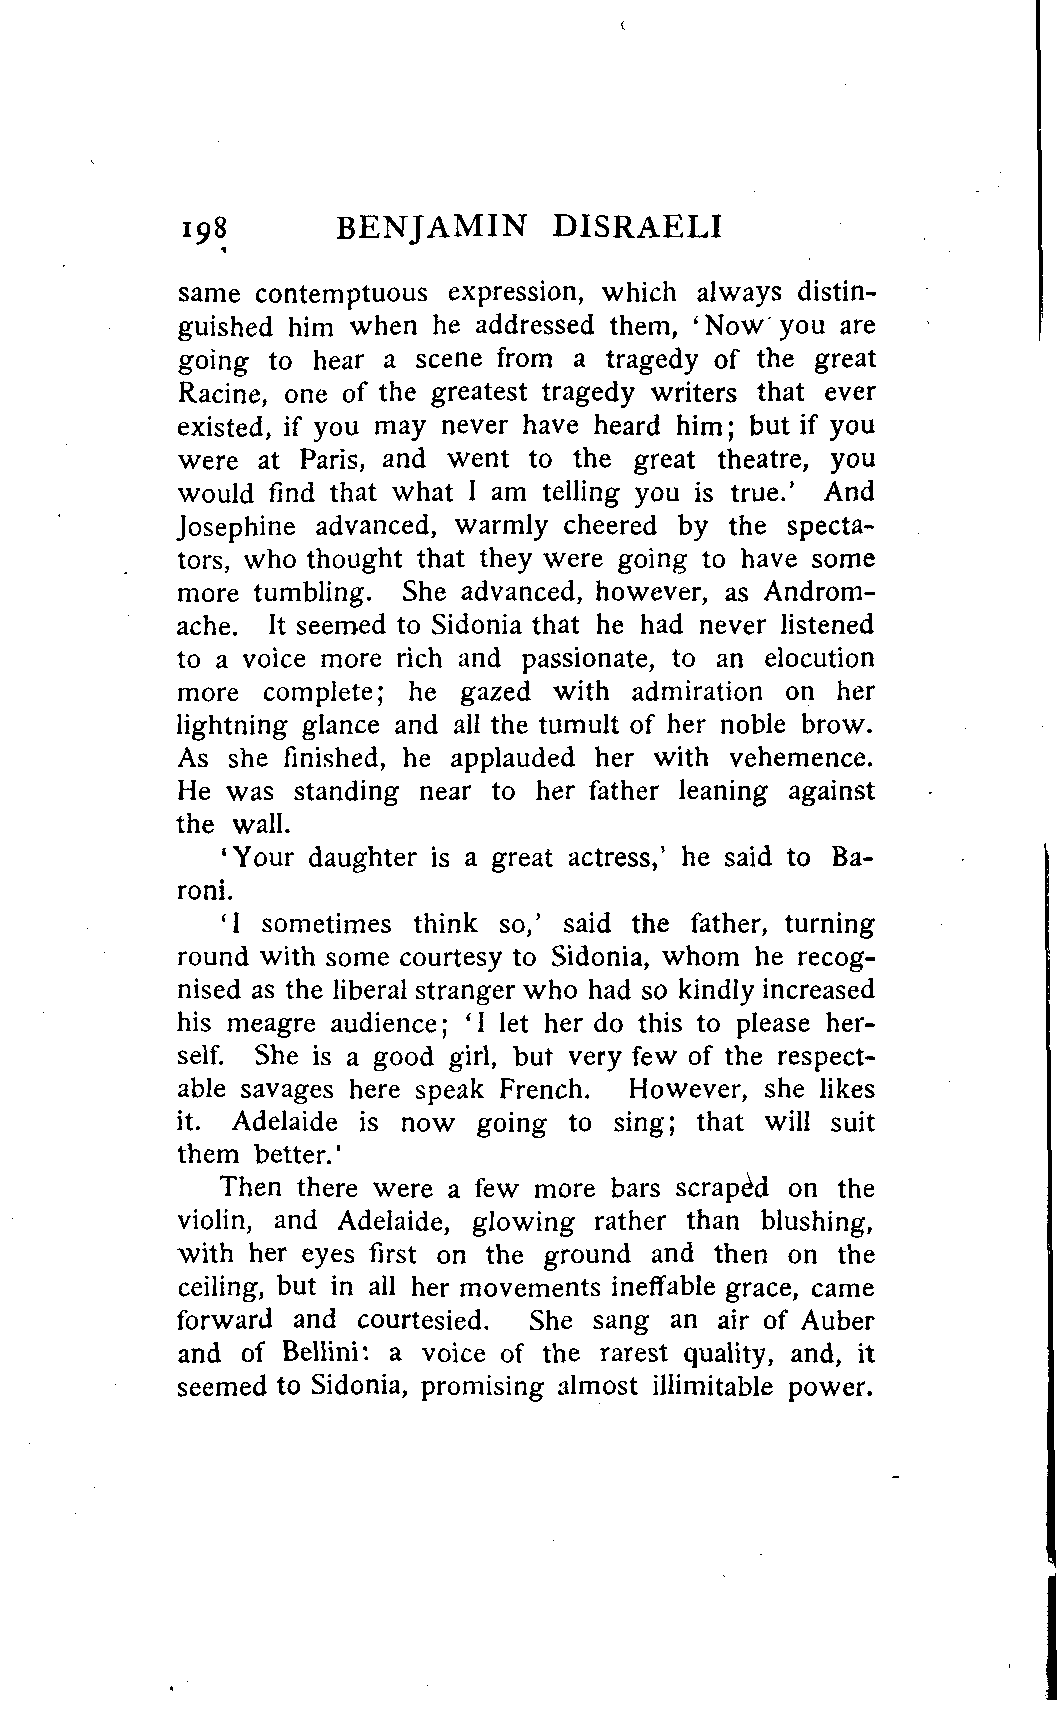 198 BENJAMIN DISRAELI
same contemptuous expression, which always distin-
guished him when he addressed them, ‘Now you are
going to hear a scene from a tragedy of the great
Racine, one of the greatest tragedy writers that ever
existed, if you may never have heard him; but if you
were at Paris, and went to the great theatre, you
would find that what I am telling you is true.’ And
Josephine advanced, warmly cheered by the specta-
tors, who thought that they were going to have some
more tumbling. She advanced, however, as Androm-
ache. It seemed to Sidonia that he had never listened
to a voice more rich and passionate, to an elocution
more complete; he gazed with admiration on her
lightning glance and all the tumult of her noble brow.
As she finished, he applauded her with vehemence.
He was standing near to her father leaning against
the wall.
‘Your daughter is a great actress,’ he said to Ba-
roni.
‘I sometimes think so,’ said the father, turning
round with some courtesy to Sidonia, whom he recog-
nised as the liberal stranger who had so kindly increased
his meagre audience; ‘I let her do this to please her-
self. She is a good girl, but very few of the respect-
able savages here speak French. However, she likes
it. Adelaide is now going to sing; that will suit
them better.’
Then there were a few more bars scraped on the
violin, and Adelaide, glowing rather than blushing,
with her eyes first on the ground and then on the
ceiling, but in all her movements ineffable grace, came
forward and courtesied. She sang an air of Auber
and of Bellini: a voice of the rarest quality, and, it
seemed to Sidonia, promising almost illimitable power.